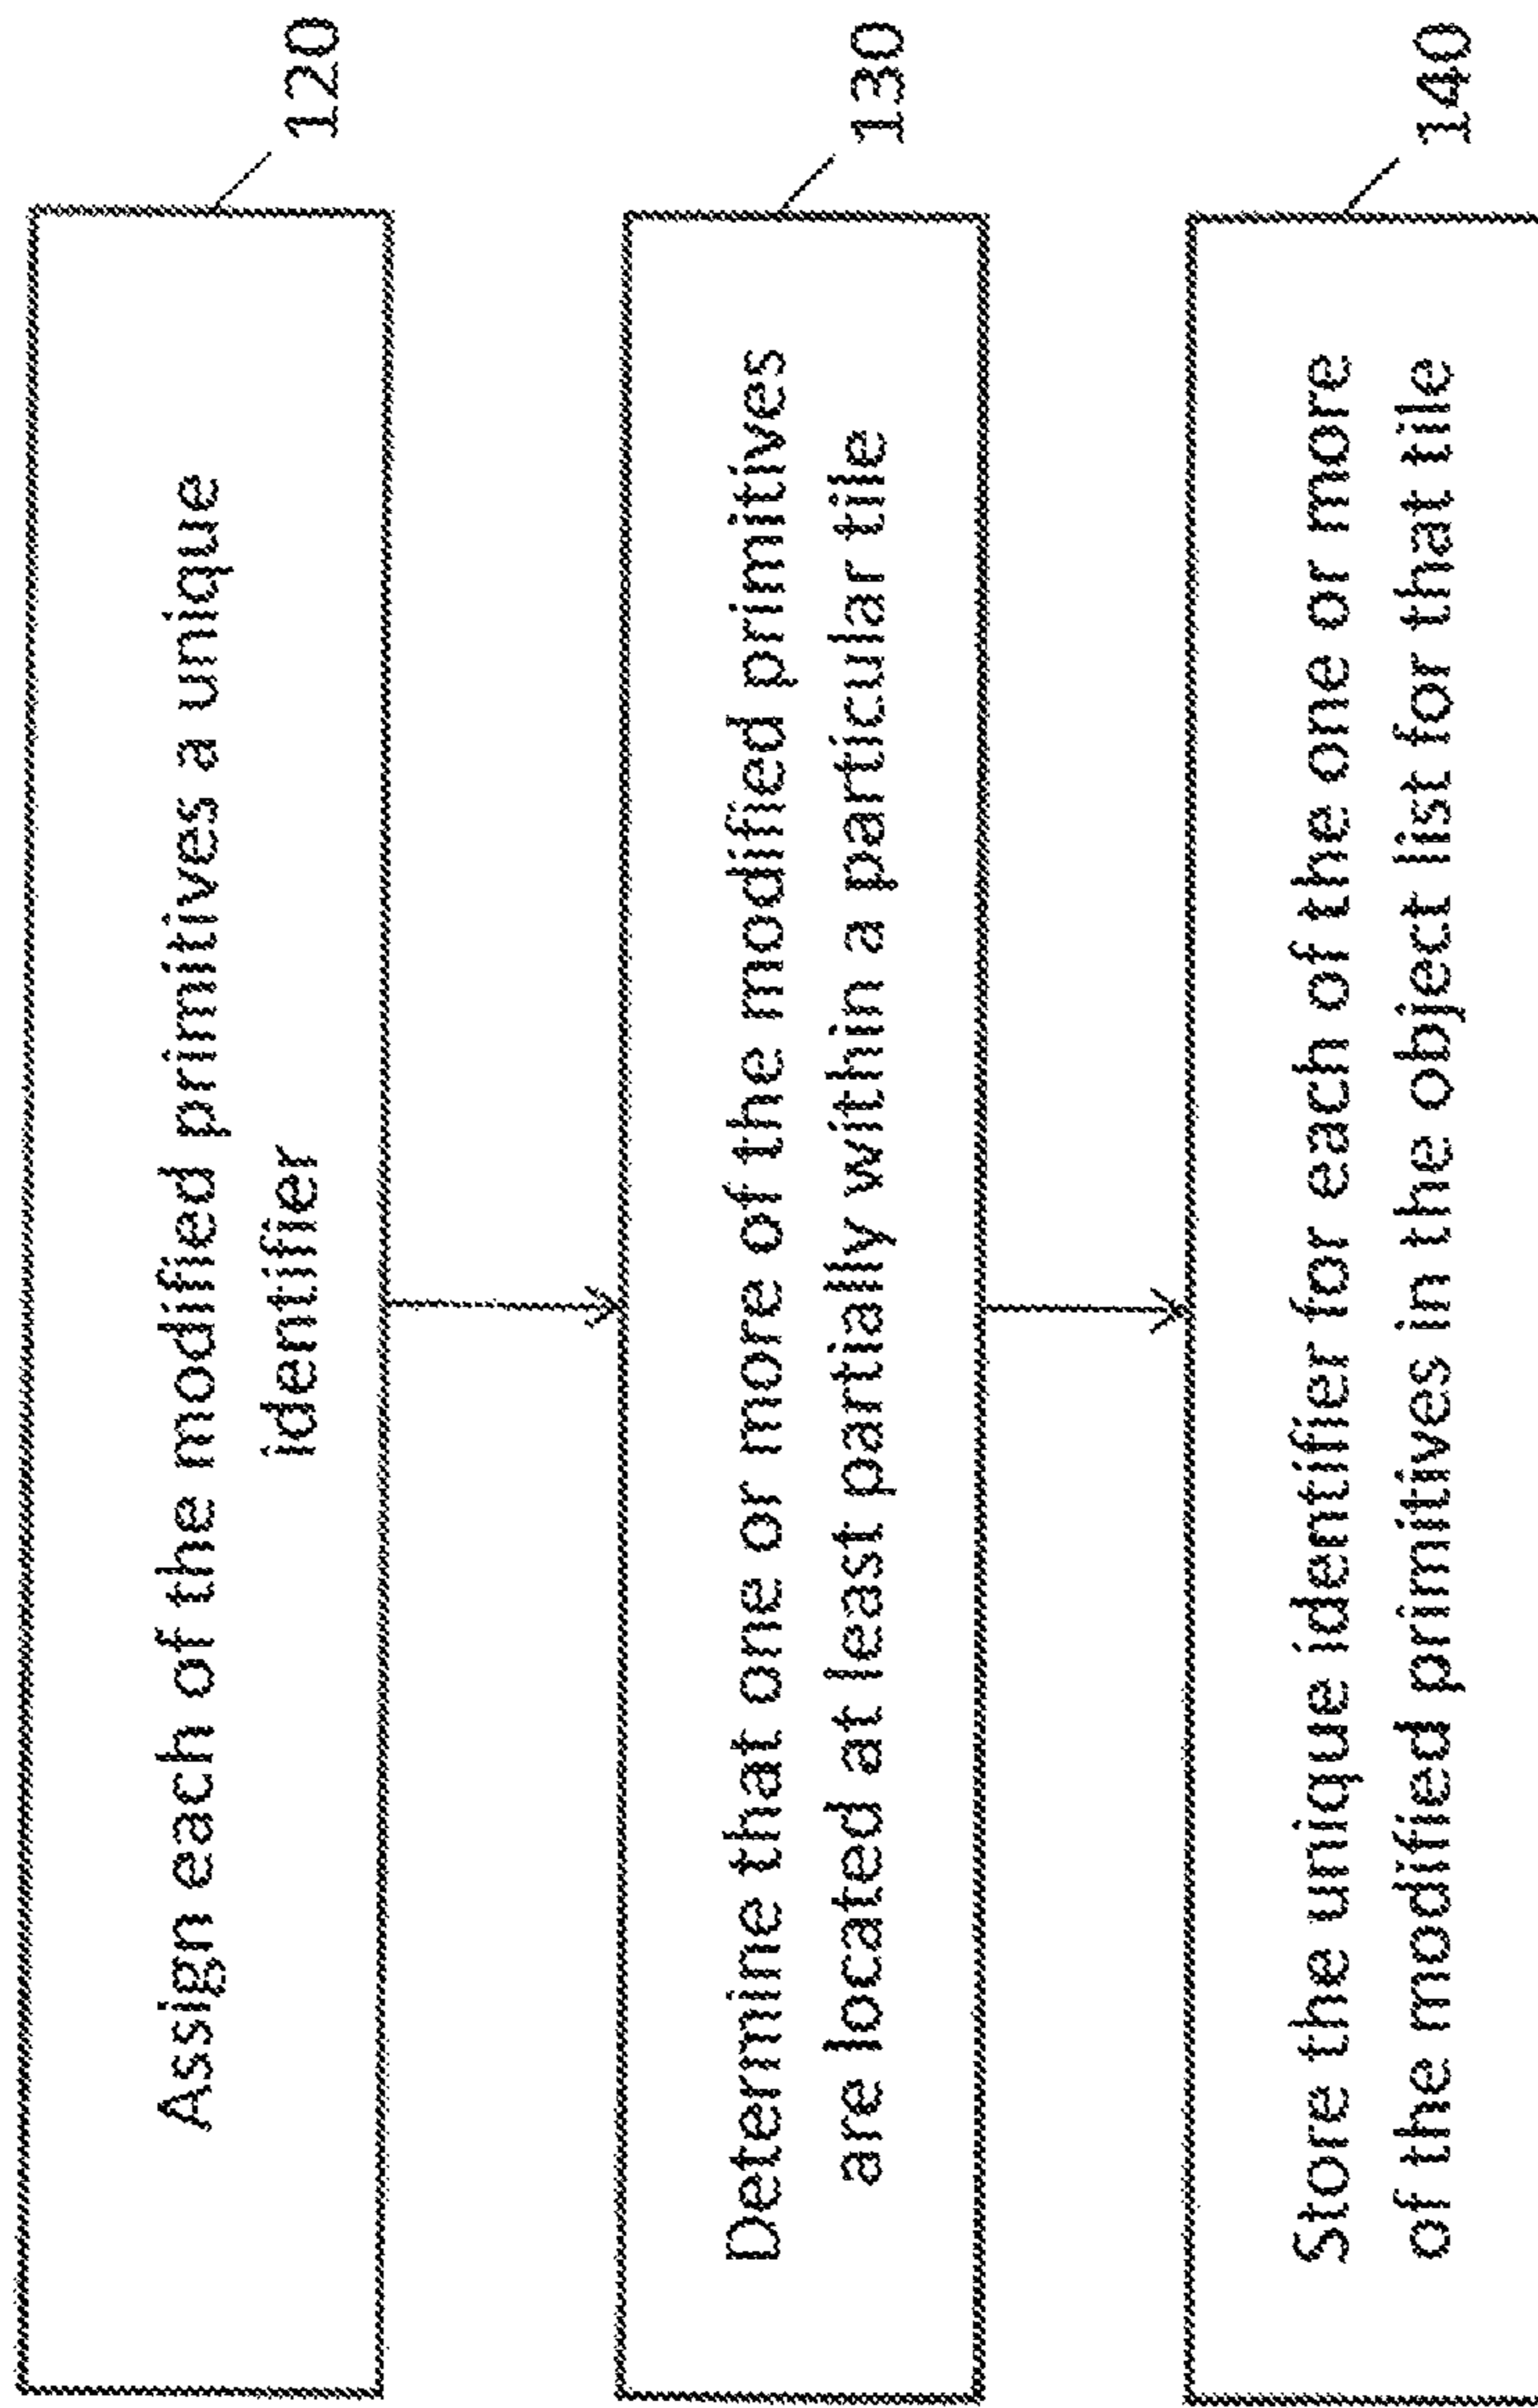 Assign each of the modified primitives a unique
identifier
120
Determine that one or more of the modified primitives
are located at least partially within a particular tile
130
Store the unique identifier for each of the one or more
of the modified primitives in the object list for that tile
140